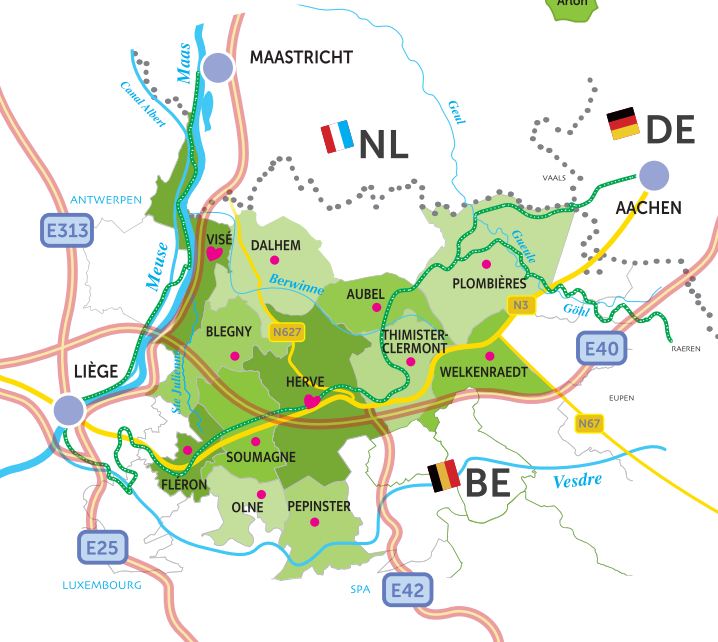 Arlon
MAASTRICHT
Maas
Canal Albert
Geul
NL
DE
VAALS
AACHEN
ANTWERPEN
E313
Meuse
VISÉ
DALHEM
Gueule
Berwinne
AUBEL
PLOMBIÈRES
N3
Göhl
BLEGNY
N627
THIMISTER-
CLERMONT
E40
RAEREN
LIÈGE
WELKENRAEDT
HERVE
Ste Julienne
EUPEN
N67
SOUMAGNE
FLÉRON
BE
Vesdre
OLNE
PEPINSTER
E25
LUXEMBOURG
SPA
E42